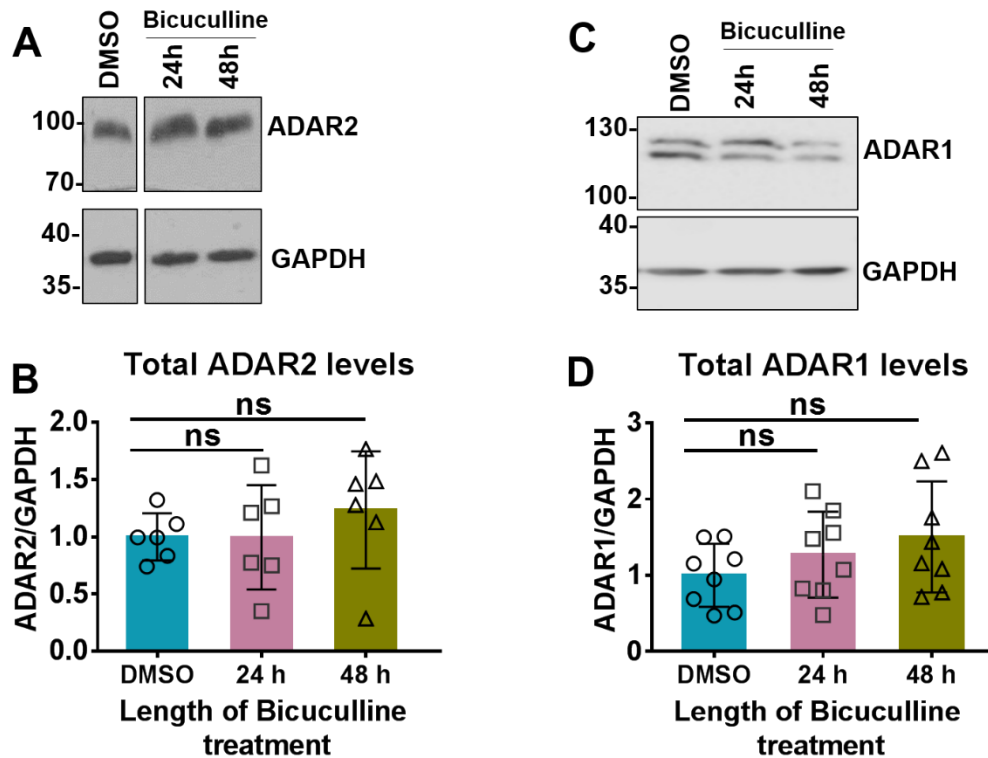 A
DMSO
Bicuculline
24h
48h
100-
70-
ADAR2
40-
35-
GAPDH
B
Total ADAR2 levels
ADAR2/GAPDH
2.0
1.5
1.0
0.5
0.0
ns
ns
DMSO 24 h 48 h
Length of Bicuculline
treatment
C
DMSO
Bicuculline
24h
48h
130-
100-
ADAR1
40-
35-
GAPDH
D
Total ADAR1 levels
ADAR1/GAPDH
4
3
2
1
0
ns
ns
DMSO 24 h 48 h
Length of Bicuculline
treatment